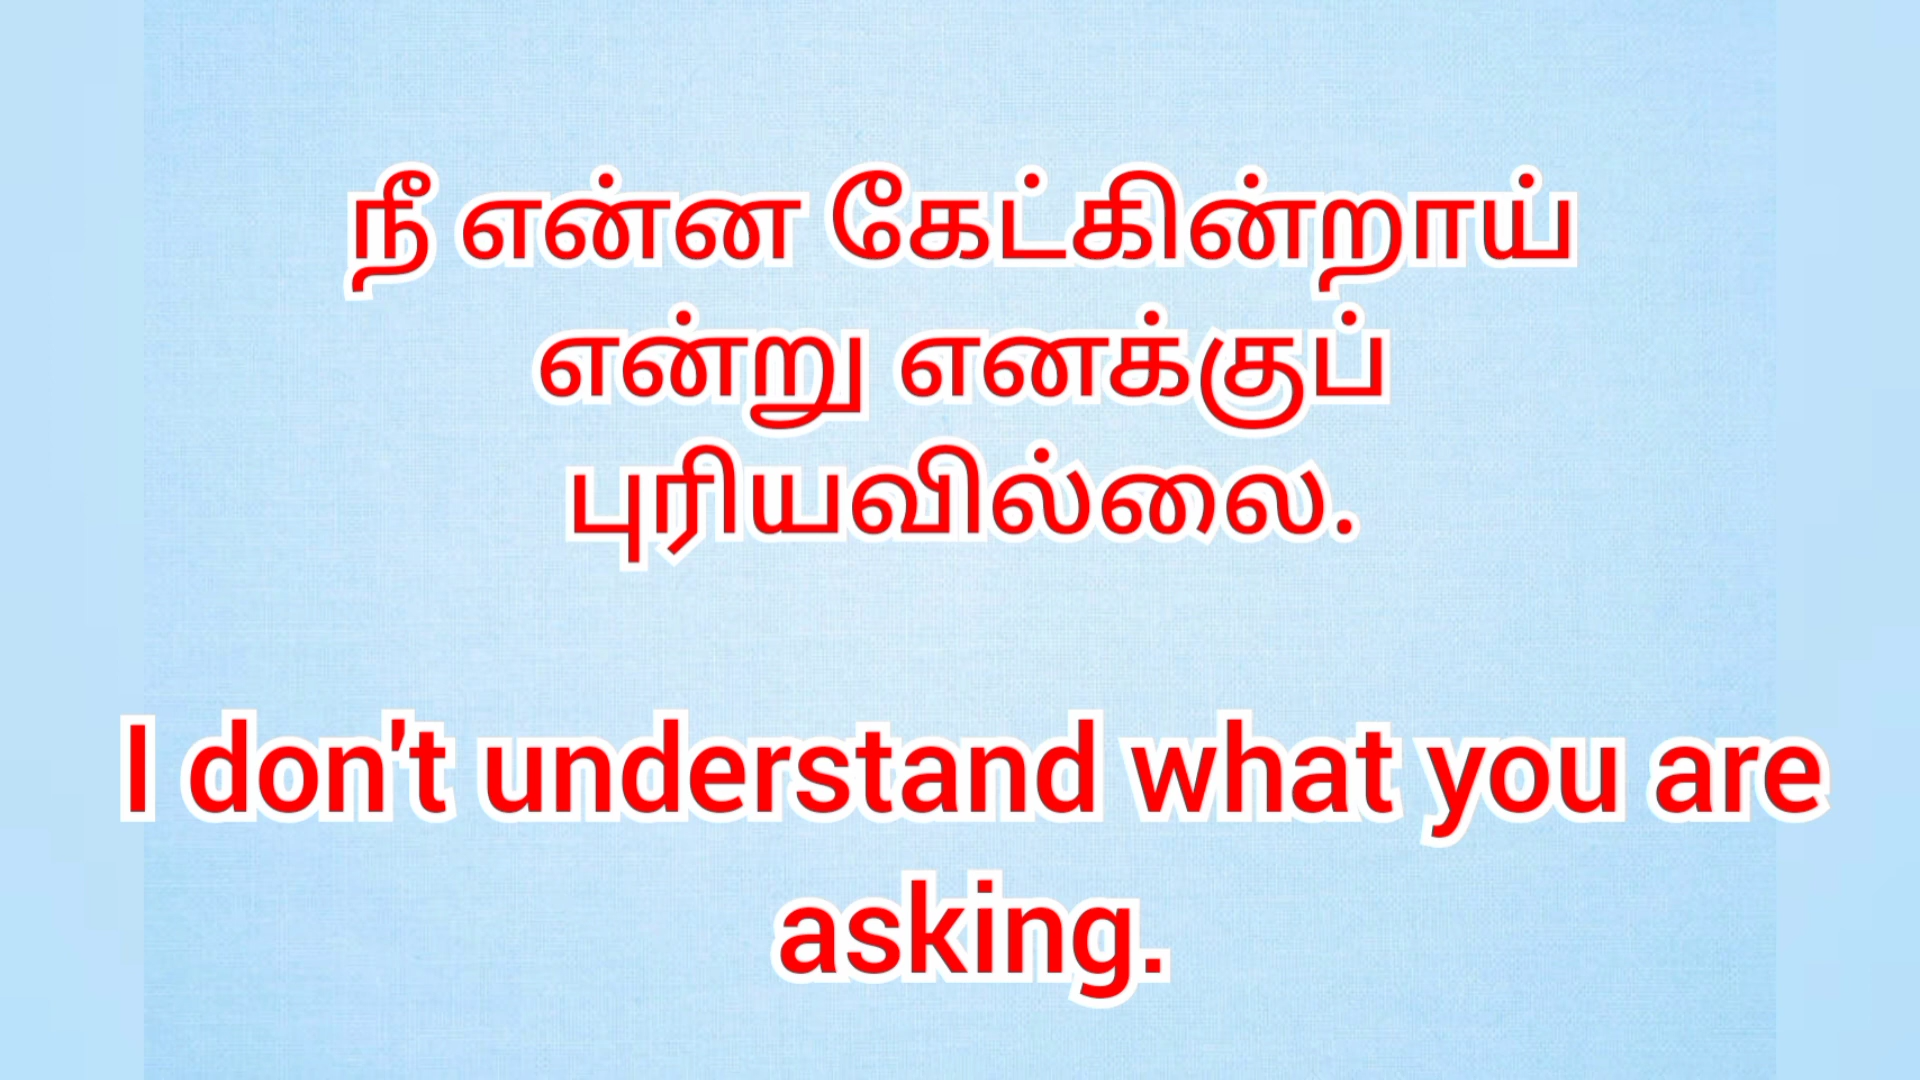 நீ என்ன கேட்கின்றாய்
என்று எனக்குப்
புரியவில்லை.
I don't understand what you are
asking.